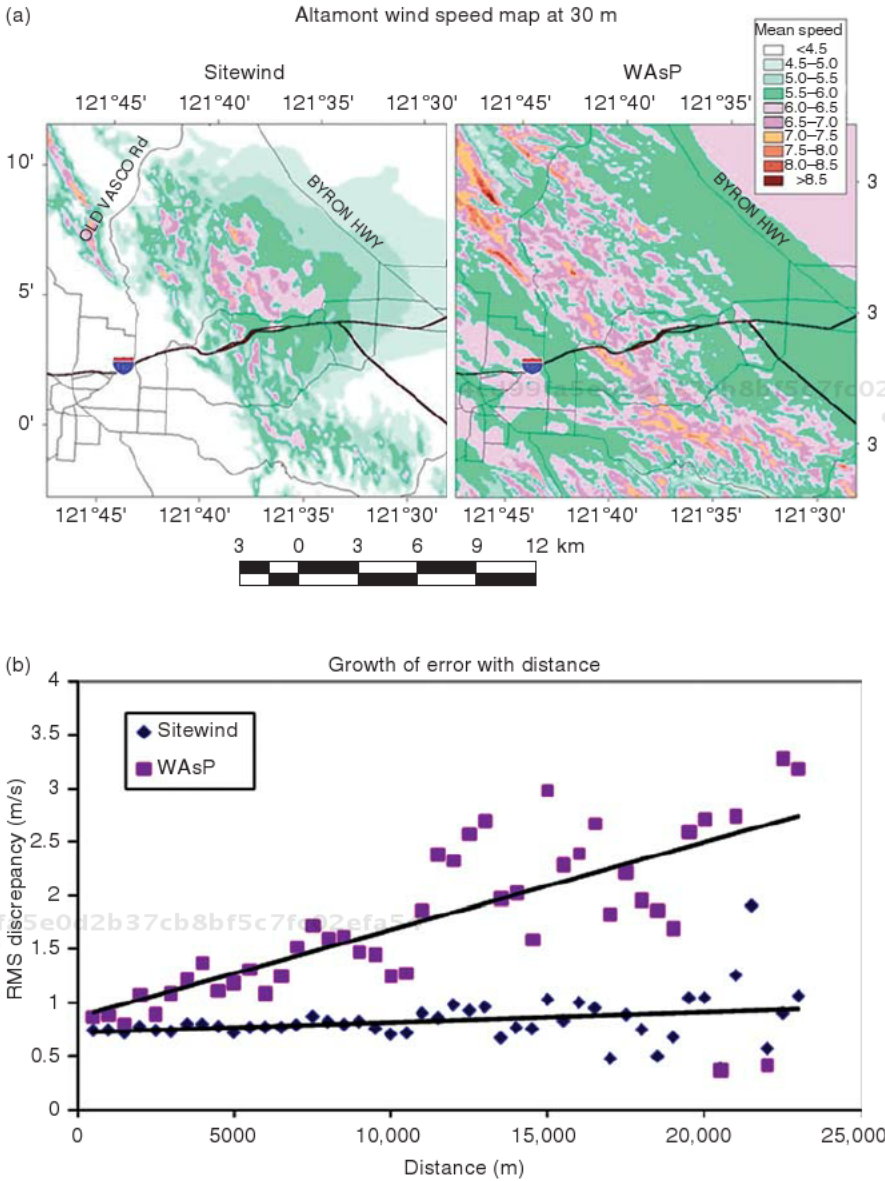 (a)
Altamont wind speed map at 30 m
Mean speed
<4.5
4.5–5.0
5.0–5.5
5.5–6.0
6.0–6.5
6.5–7.0
7.0–7.5
7.5–8.0
8.0–8.5
>8.5
Sitewind
WAsP
121°45' 121°40' 121°35' 121°30'
121°45' 121°40' 121°35'
10'
5'
0'
OLD VASCO Rd
BYRON HWY
BYRON HWY
3
3
3
121°45' 121°40' 121°35' 121°30'
121°45' 121°40' 121°35' 121°30'
3 0 3 6 9 12 km
(b)
Growth of error with distance
4
3.5
3
2.5
2
1.5
1
0.5
0
RMS discrepancy (m/s)
Sitewind
WAsP
0 5000 10,000 15,000 20,000 25,000
Distance (m)